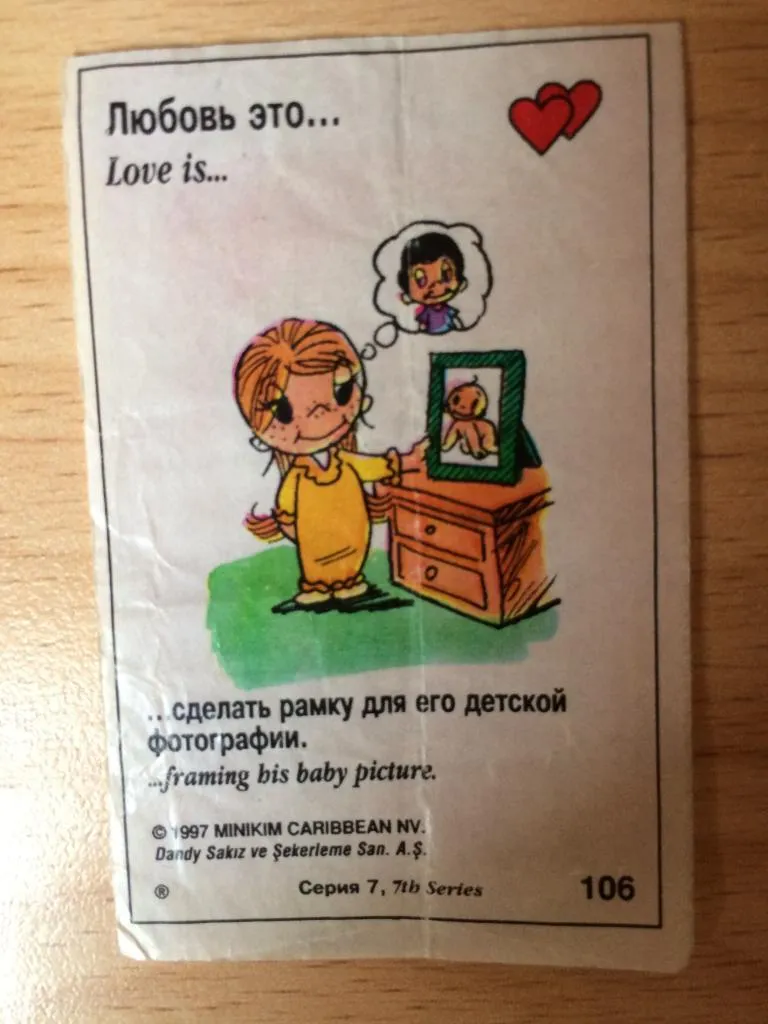 Любовь это...
Love is...
...сделать рамку для его детской
фотографии.
...framing his baby picture.
© 1997 MINIKIM CARIBBEAN NV.
Dandy Sakız ve Şekerleme San. A.Ş.
® Серия 7, 7th Series 106